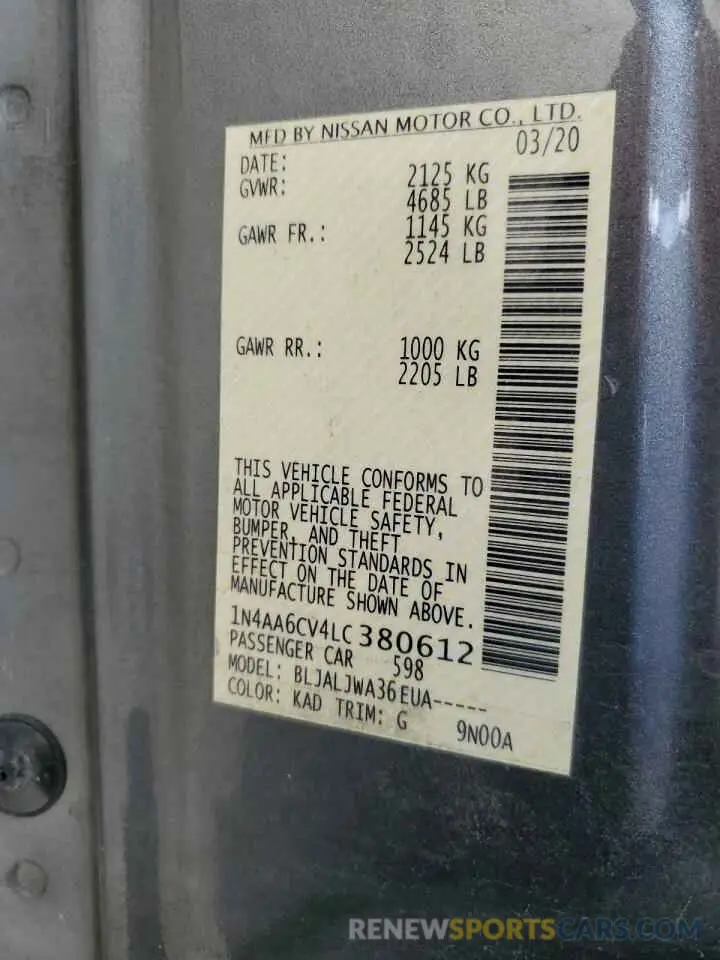 MFD BY NISSAN MOTOR CO., LTD.
DATE: 03/20
GVWR: 2125 KG
4685 LB
GAWR FR.: 1145 KG
2524 LB
GAWR RR.: 1000 KG
2205 LB
THIS VEHICLE CONFORMS TO
ALL APPLICABLE FEDERAL
MOTOR VEHICLE SAFETY,
BUMPER, AND THEFT
PREVENTION STANDARDS IN
EFFECT ON THE DATE OF
MANUFACTURE SHOWN ABOVE.
1N4AA6CV4LC380612
PASSENGER CAR 598
MODEL: BLJALJWA36EUA-----
COLOR: KAD TRIM: G 9N00A
RENEWSPORTSCARS.COM